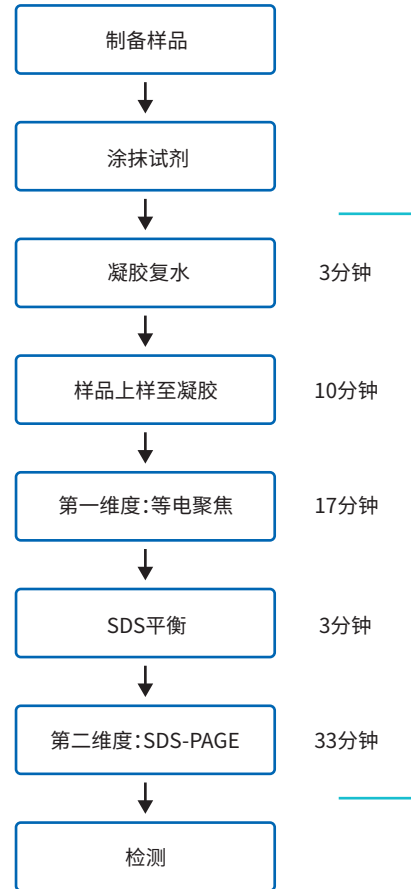 制备样品
涂抹试剂
凝胶复水 3分钟
样品上样至凝胶 10分钟
第一维度:等电聚焦 17分钟
SDS平衡 3分钟
第二维度:SDS-PAGE 33分钟
检测